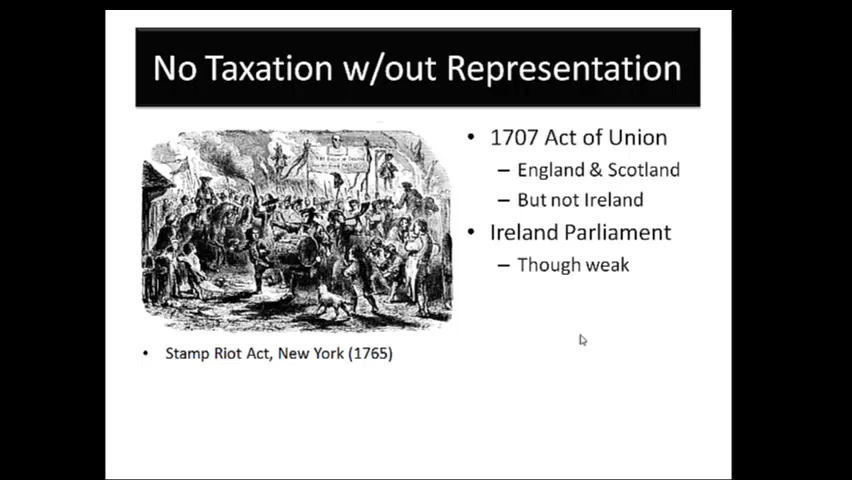 No Taxation w/out Representation
• 1707 Act of Union
– England & Scotland
– But not Ireland
• Ireland Parliament
– Though weak
• Stamp Riot Act, New York (1765)